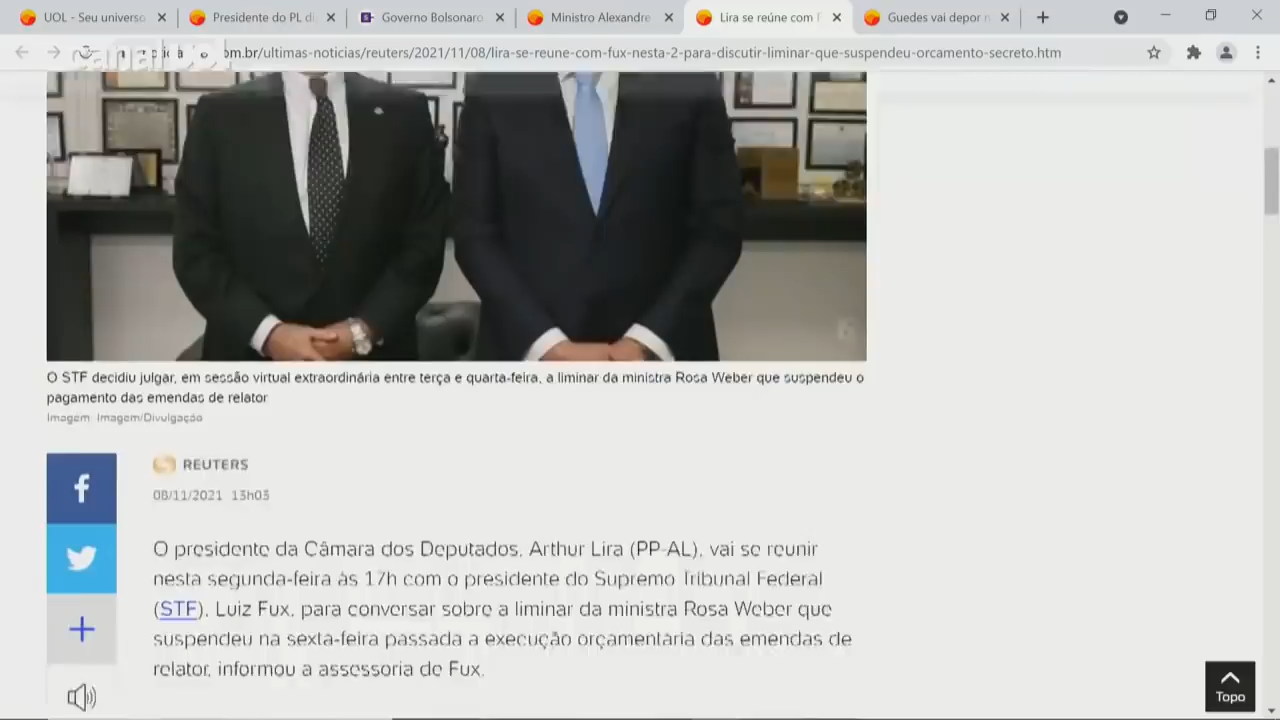 UOL - Seu universo
Presidente do PL di
Governo Bolsonaro
Ministro Alexandre
Lira se reúne com F
Guedes vai depor n
om.br/ultimas-noticias/reuters/2021/11/08/lira-se-reune-com-fux-nesta-2-para-discutir-liminar-que-suspendeu-orcamento-secreto.htm
O STF decidiu julgar, em sessão virtual extraordinária entre terça e quarta-feira, a liminar da ministra Rosa Weber que suspendeu o
pagamento das emendas de relator
Imagem: Imagem/Divulgação
REUTERS
08/11/2021 13h03
O presidente da Câmara dos Deputados, Arthur Lira (PP-AL), vai se reunir
nesta segunda-feira às 17h com o presidente do Supremo Tribunal Federal
(STF), Luiz Fux, para conversar sobre a liminar da ministra Rosa Weber que
suspendeu na sexta-feira passada a execução orçamentária das emendas de
relator, informou a assessoria de Fux.
Topo